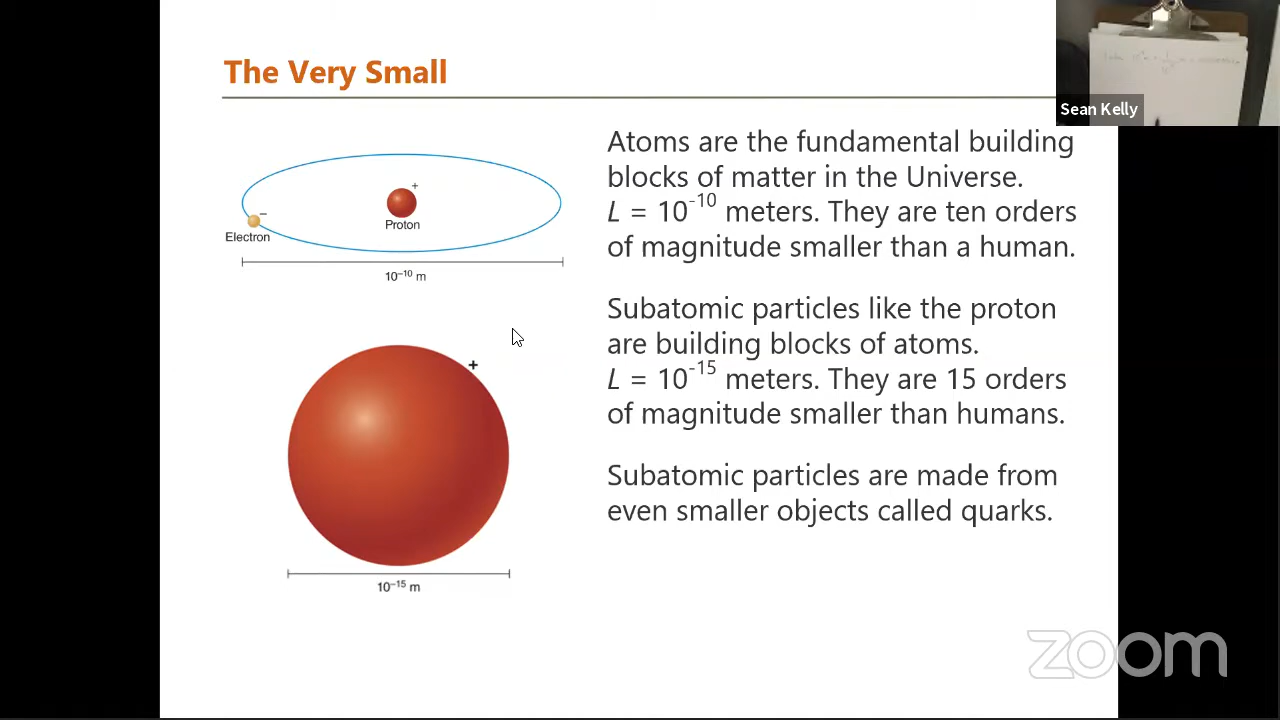 The Very Small
Sean Kelly
+
Proton
−
Electron
10⁻¹⁰ m
+
10⁻¹⁵ m
Atoms are the fundamental building
blocks of matter in the Universe.
L = 10⁻¹⁰ meters. They are ten orders
of magnitude smaller than a human.
Subatomic particles like the proton
are building blocks of atoms.
L = 10⁻¹⁵ meters. They are 15 orders
of magnitude smaller than humans.
Subatomic particles are made from
even smaller objects called quarks.
zoom